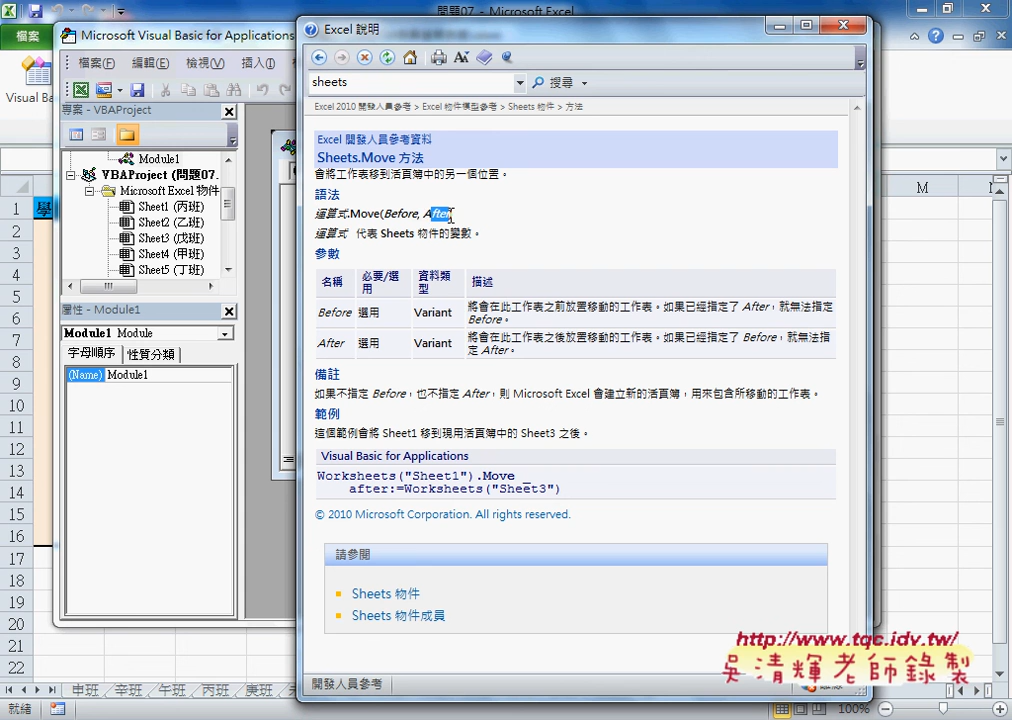 問題07 - Microsoft Excel
檔案
Visual Ba
Microsoft Visual Basic for Applications
檔案(F) 編輯(E) 檢視(V) 插入(I)
專案 - VBAProject
Module1
VBAProject (問題07.
Microsoft Excel 物件
Sheet1 (丙班)
Sheet2 (乙班)
Sheet3 (戊班)
Sheet4 (甲班)
Sheet5 (丁班)
屬性 - Module1
Module1 Module
字母順序 性質分類
(Name) Module1
Excel 說明
sheets
搜尋
Excel 2010 開發人員參考 > Excel 物件模型參考 > Sheets 物件 > 方法
Excel 開發人員參考資料
Sheets.Move 方法
會將工作表移到活頁簿中的另一個位置。
語法
運算式.Move(Before, After
運算式 代表 Sheets 物件的變數。
參數
名稱 必要/選用 資料類型 描述
Before 選用 Variant 將會在此工作表之前放置移動的工作表。如果已經指定了 After，就無法指定 Before。
After 選用 Variant 將會在此工作表之後放置移動的工作表。如果已經指定了 Before，就無法指定 After。
備註
如果不指定 Before，也不指定 After，則 Microsoft Excel 會建立新的活頁簿，用來包含所移動的工作表。
範例
這個範例會將 Sheet1 移到現用活頁簿中的 Sheet3 之後。
Visual Basic for Applications
Worksheets("Sheet1").Move _
after:=Worksheets("Sheet3")
© 2010 Microsoft Corporation. All rights reserved.
請參閱
Sheets 物件
Sheets 物件成員
開發人員參考
M
1
2
3
4
5
6
7
8
9
10
11
12
13
14
15
16
17
18
19
20
21
22
申班 辛班 午班 丙班 庚班
就緒
100%
http://www.tqc.idv.tw/
吳清輝老師錄製